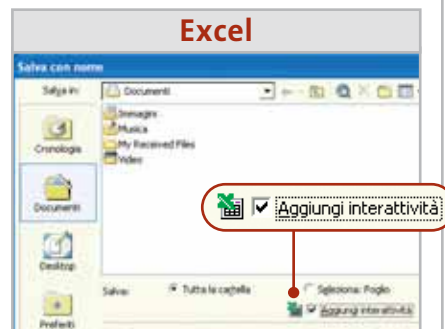 Excel
Salva con nome
Salva in:
Documenti
Immagini
Musica
My Received Files
Video
Cronologia
Documenti
Desktop
Preferiti
Aggiungi interattività
Salva: Tutta la cartella Seleziona: Foglio
Aggiungi interattività